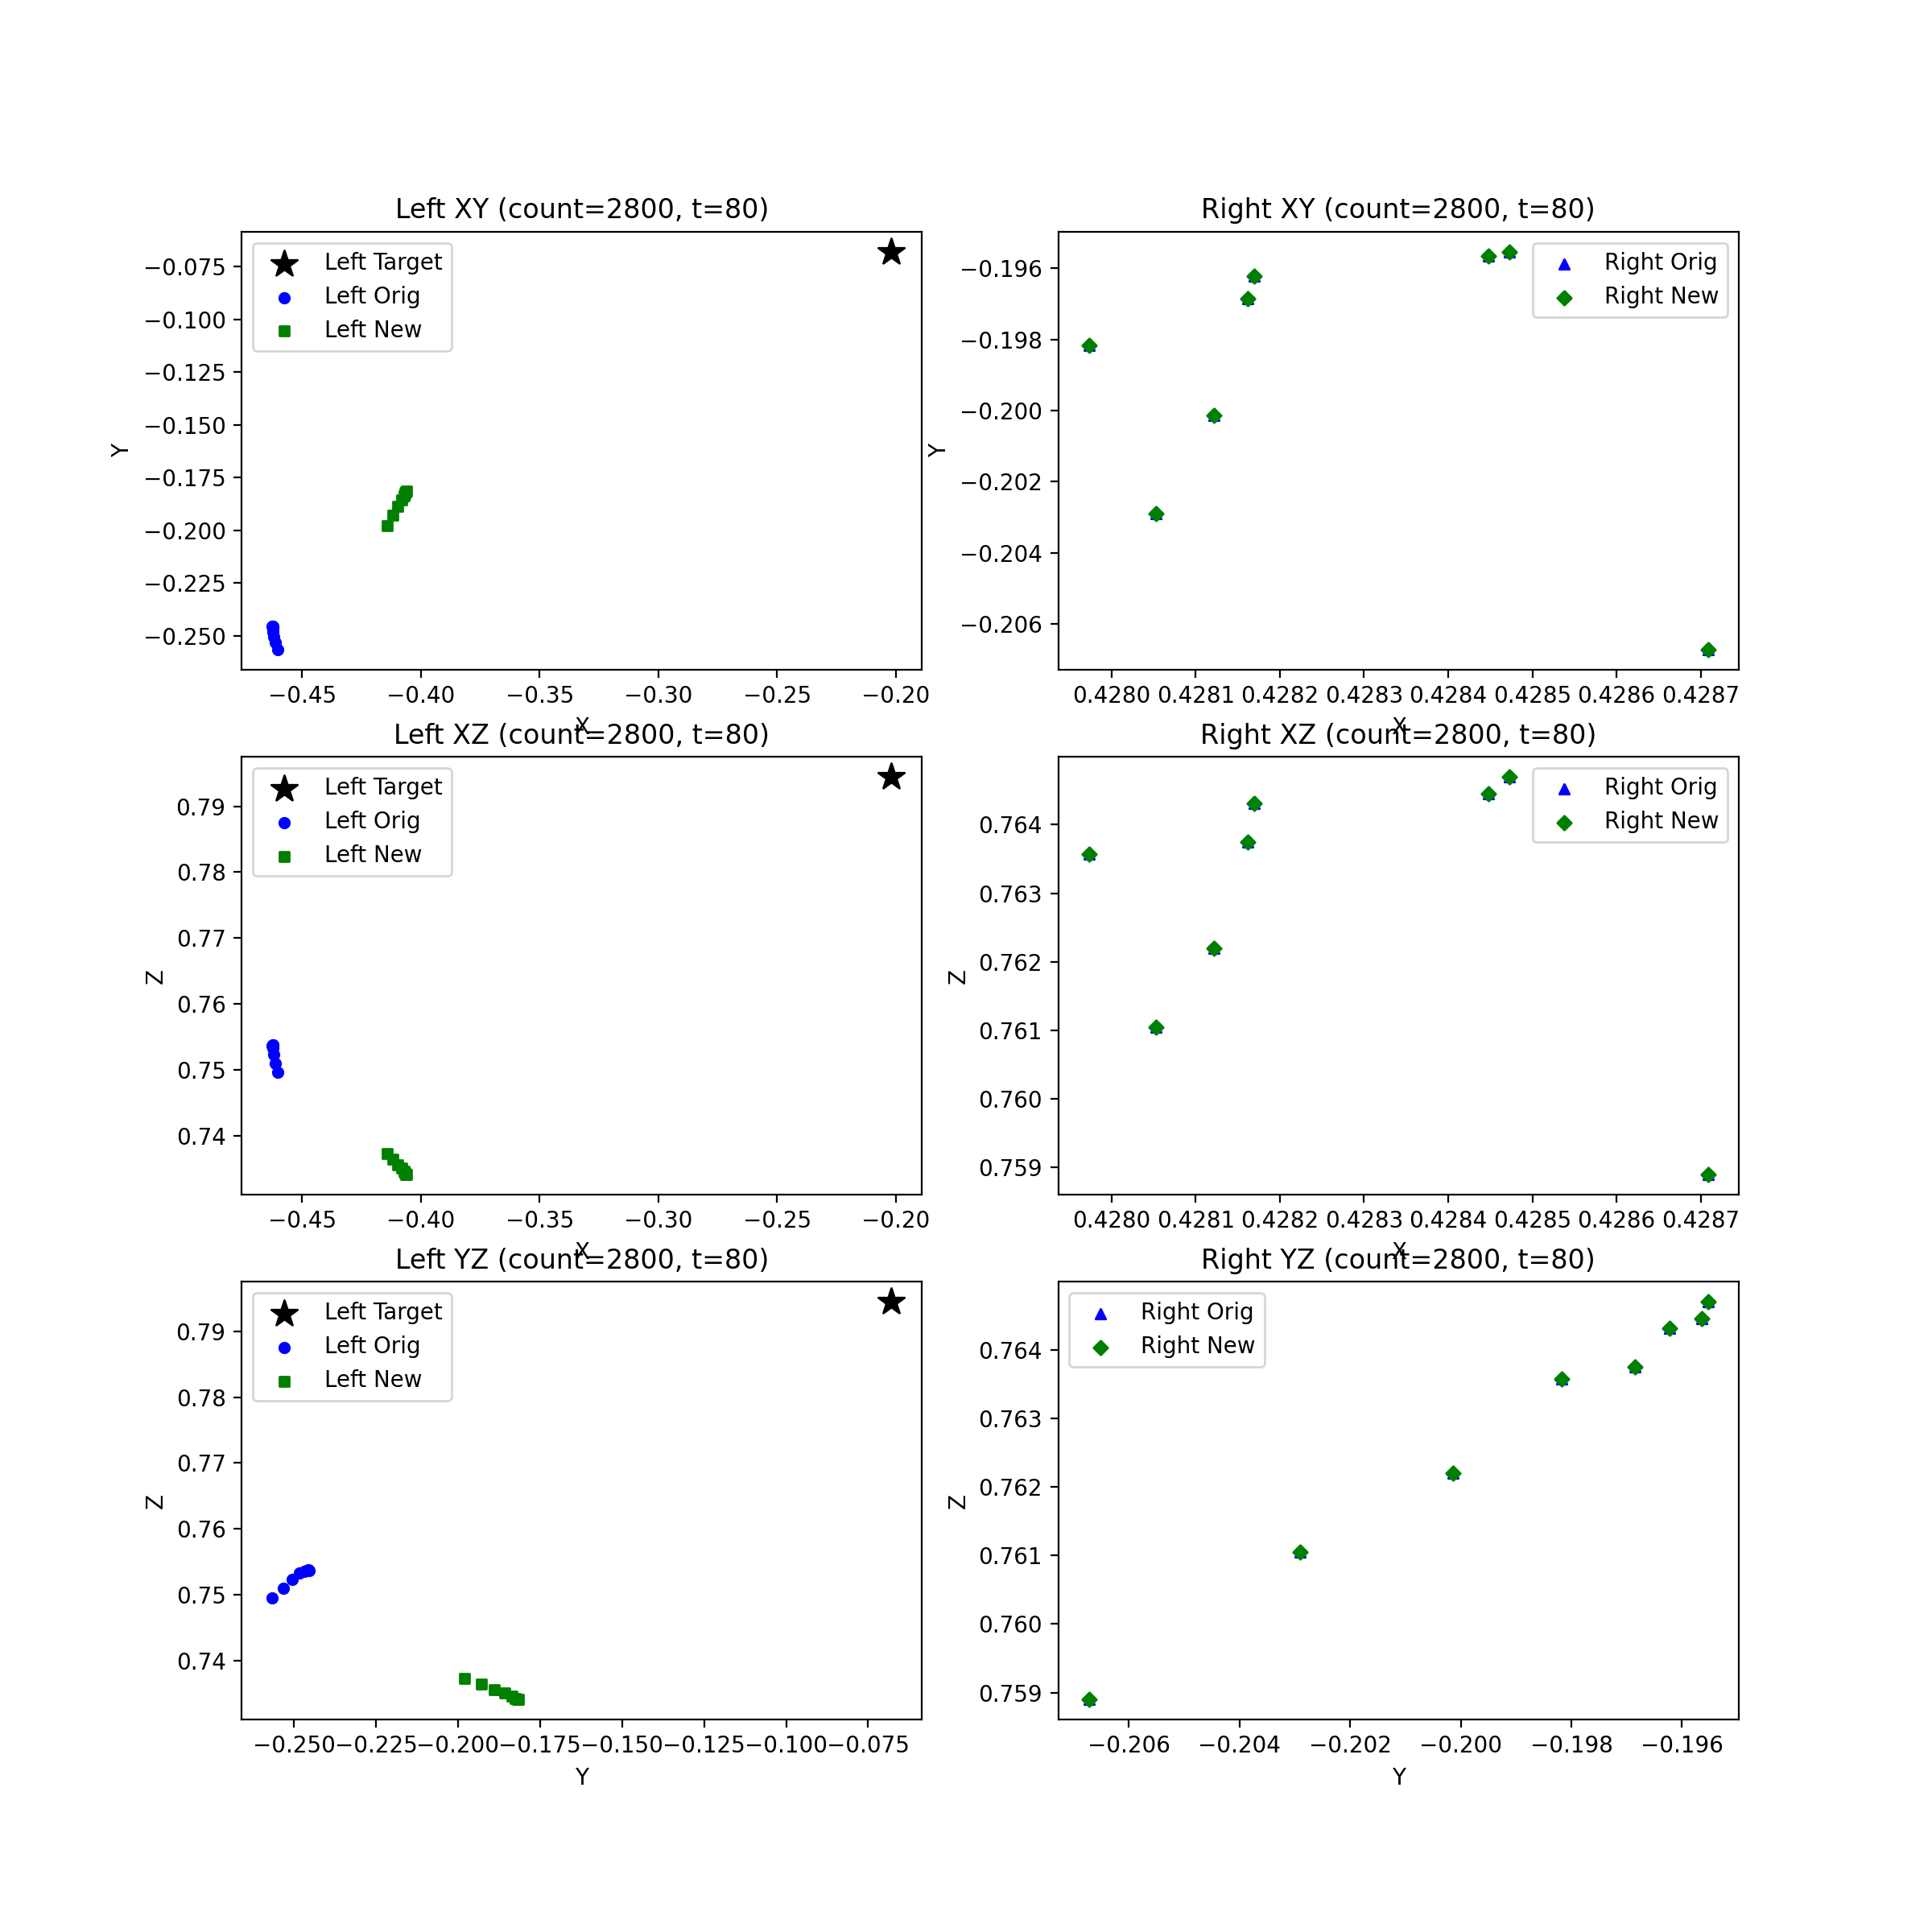 Left XY (count=2800, t=80)
Left Target
Left Orig
Left New
Y
−0.075
−0.100
−0.125
−0.150
−0.175
−0.200
−0.225
−0.250
−0.45 −0.40 −0.35 −0.30 −0.25 −0.20
X
Right XY (count=2800, t=80)
Right Orig
Right New
Y
−0.196
−0.198
−0.200
−0.202
−0.204
−0.206
0.4280 0.4281 0.4282 0.4283 0.4284 0.4285 0.4286 0.4287
X
Left XZ (count=2800, t=80)
Left Target
Left Orig
Left New
Z
0.79
0.78
0.77
0.76
0.75
0.74
−0.45 −0.40 −0.35 −0.30 −0.25 −0.20
X
Right XZ (count=2800, t=80)
Right Orig
Right New
Z
0.764
0.763
0.762
0.761
0.760
0.759
0.4280 0.4281 0.4282 0.4283 0.4284 0.4285 0.4286 0.4287
X
Left YZ (count=2800, t=80)
Left Target
Left Orig
Left New
Z
0.79
0.78
0.77
0.76
0.75
0.74
−0.250 −0.225 −0.200 −0.175 −0.150 −0.125 −0.100 −0.075
Y
Right YZ (count=2800, t=80)
Right Orig
Right New
Z
0.764
0.763
0.762
0.761
0.760
0.759
−0.206 −0.204 −0.202 −0.200 −0.198 −0.196
Y